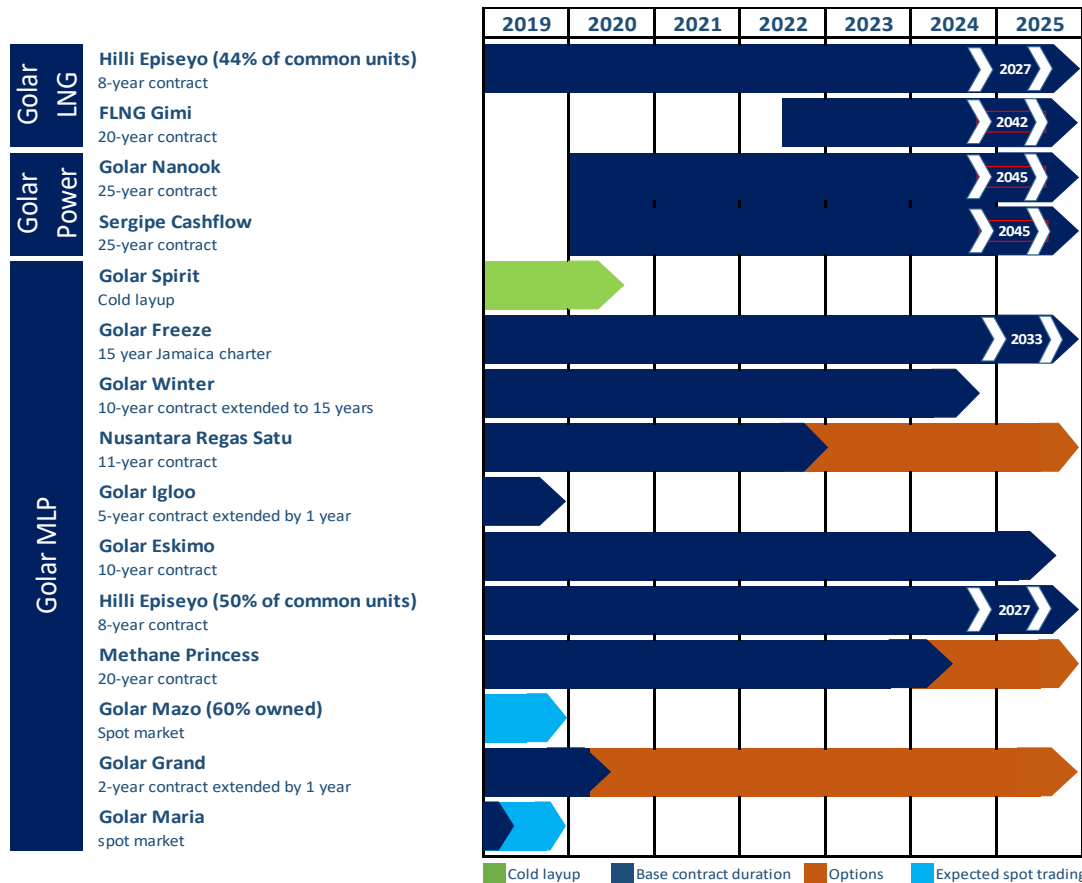 2019 2020 2021 2022 2023 2024 2025
Golar LNG
Hilli Episeyo (44% of common units)
8-year contract
2027
FLNG Gimi
20-year contract
2042
Golar Power
Golar Nanook
25-year contract
2045
Sergipe Cashflow
25-year contract
2045
Golar MLP
Golar Spirit
Cold layup
Golar Freeze
15 year Jamaica charter
2033
Golar Winter
10-year contract extended to 15 years
Nusantara Regas Satu
11-year contract
Golar Igloo
5-year contract extended by 1 year
Golar Eskimo
10-year contract
Hilli Episeyo (50% of common units)
8-year contract
2027
Methane Princess
20-year contract
Golar Mazo (60% owned)
Spot market
Golar Grand
2-year contract extended by 1 year
Golar Maria
spot market
Cold layup Base contract duration Options Expected spot trading